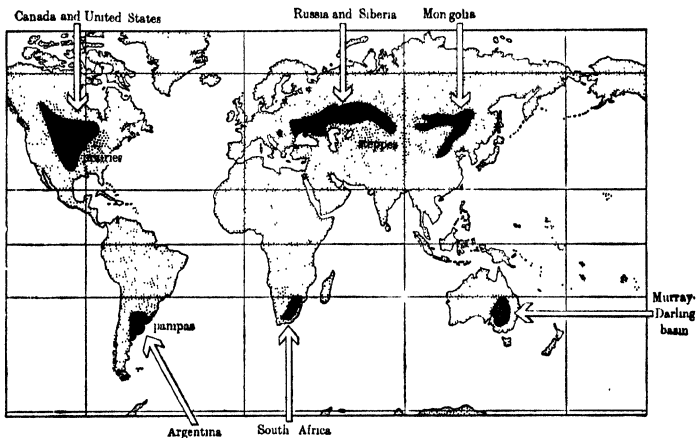 Canada and United States
Russia and Siberia
Mongolia
prairies
steppes
pampas
Murray-
Darling
basin
Argentina
South Africa